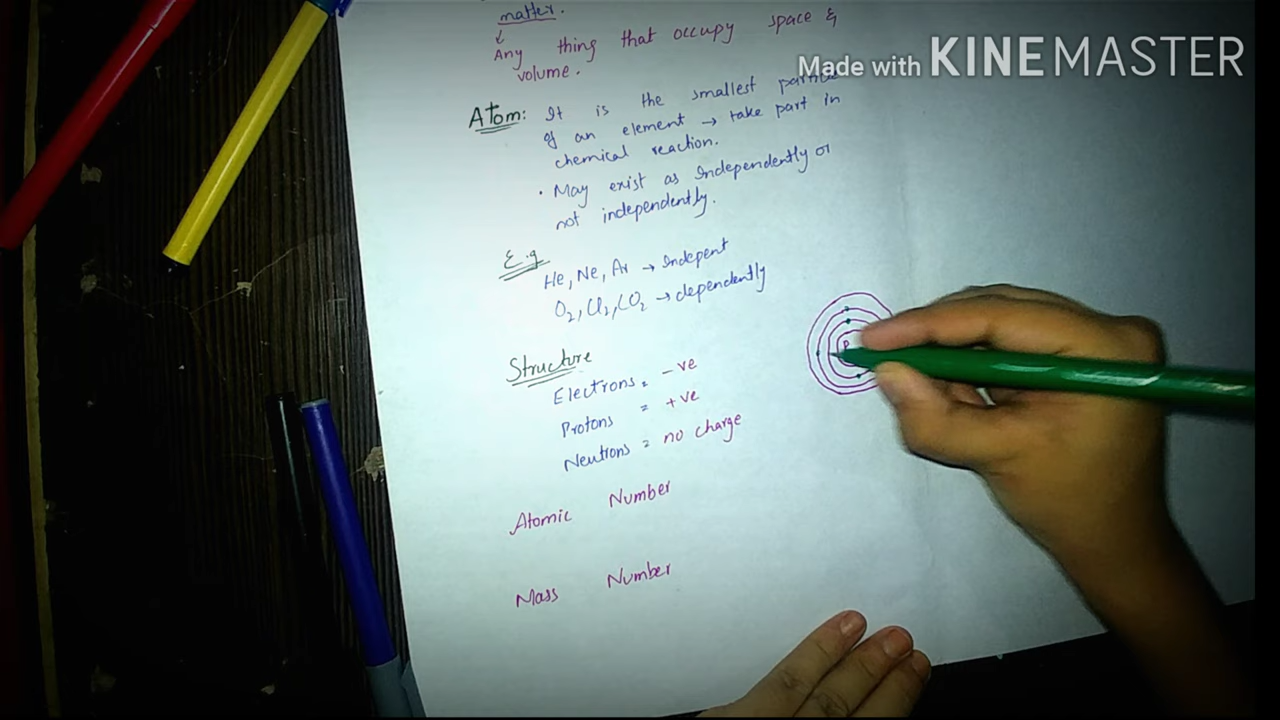 matter.
Any thing that occupy space &
volume.
Made with KINEMASTER
Atom: It is the smallest particle
of an element → take part in
chemical reaction.
• May exist as independently or
not independently.
E.g
He, Ne, Ar → Indepent
O₂, Cl₂, CO₂ → dependently
Structure
Electrons = -ve
Protons = +ve
Neutrons = no charge
P
Atomic Number
Mass Number